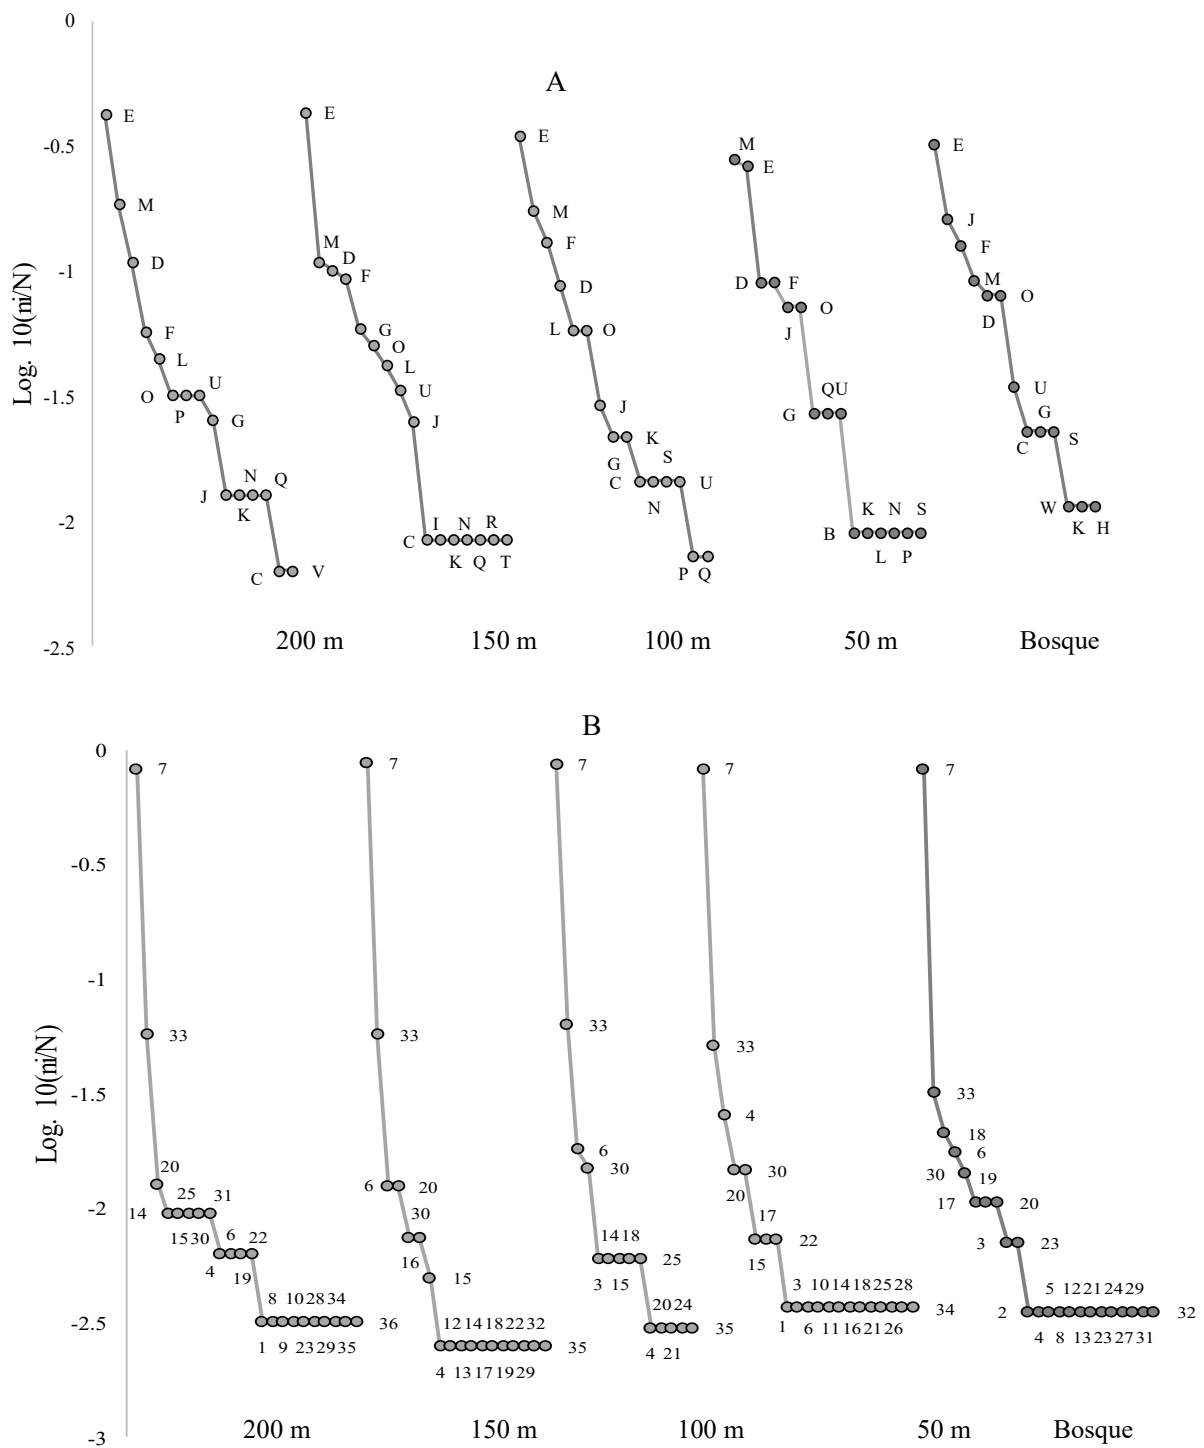 A
0
-0.5
-1
-1.5
-2
-2.5
Log. 10(ni/N)
E
M
D
F
L
O
P
U
G
J
N
K
Q
C
V
E
M
D
F
G
O
L
U
J
C
I
N
R
K
Q
T
E
M
F
D
L
O
J
K
G
S
C
N
U
P
Q
M
E
D
F
J
O
QU
G
K N S
B
L P
E
J
F
M
D
O
U
G
C
S
W
K H
200 m 150 m 100 m 50 m Bosque
B
0
-0.5
-1
-1.5
-2
-2.5
-3
Log. 10(ni/N)
7
33
20
25 31
14
15 30
6 22
4 19
8 10 28 34
36
1 9 23 29 35
7
33
6 20
30
16
15
12 14 18 22 32
35
4 13 17 19 29
7
33
6
30
14 18
25
3 15
20 24
35
4 21
7
33
4
30
20
17
22
15
3 10 14 18 25 28
34
1 6 11 16 21 26
7
33
18
6
30
19
17 20
3 23
5 12 21 24 29
2 32
4 8 13 23 27 31
200 m 150 m 100 m 50 m Bosque